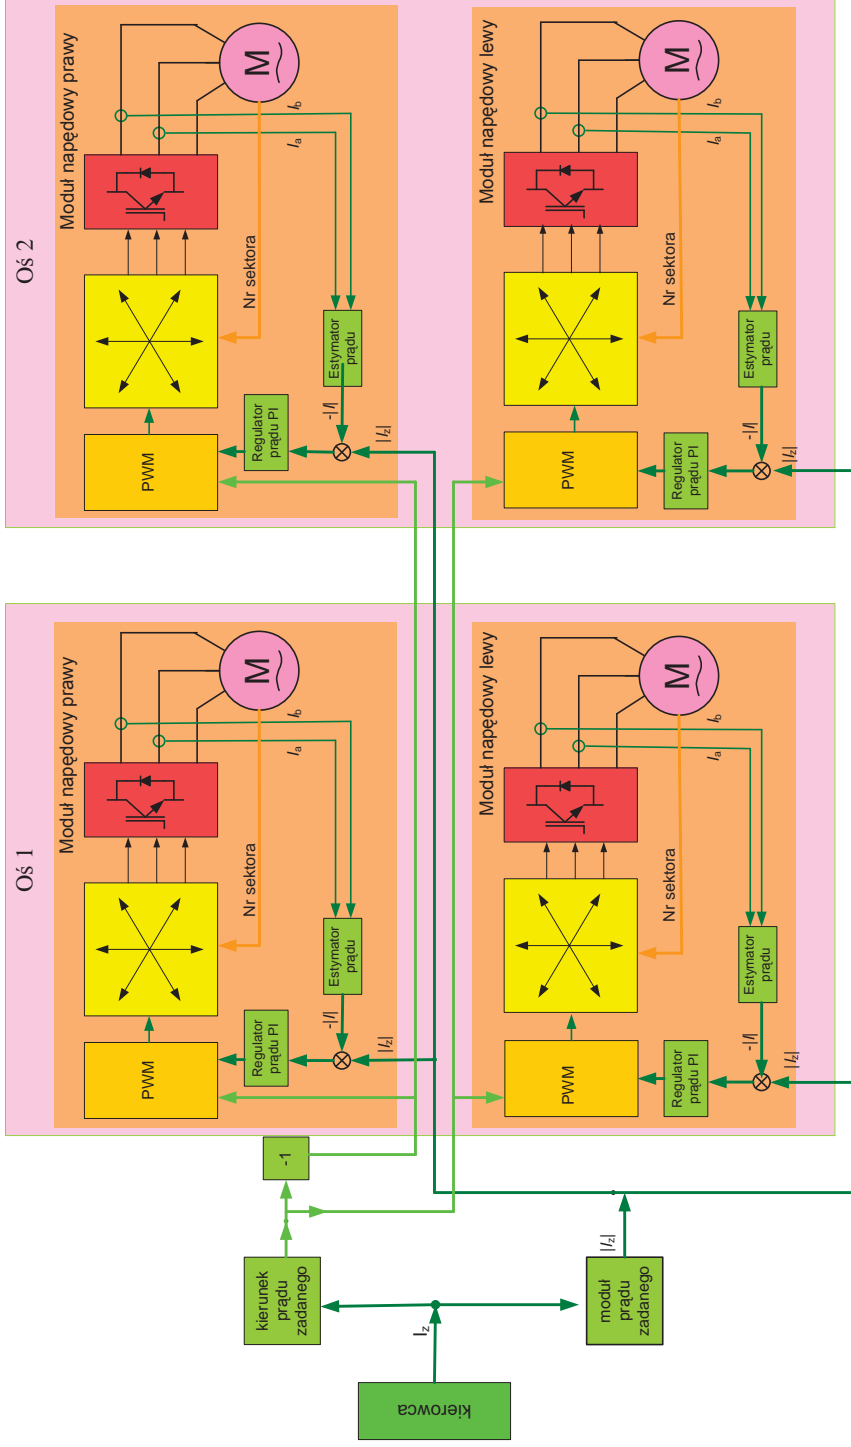 Oś 1
Oś 2
Moduł napędowy prawy
PWM
Regulator
prądu PI
Nr sektora
Estymator
prądu
-|I|
|Iz|
Ia
Ib
M
Moduł napędowy prawy
PWM
Regulator
prądu PI
Nr sektora
Estymator
prądu
-|I|
|Iz|
Ia
Ib
M
Moduł napędowy lewy
PWM
Regulator
prądu PI
Nr sektora
Estymator
prądu
-|I|
|Iz|
Ia
Ib
M
Moduł napędowy lewy
PWM
Regulator
prądu PI
Nr sektora
Estymator
prądu
-|I|
|Iz|
Ia
Ib
M
kierowca
Iz
kierunek
prądu
zadanego
-1
moduł
prądu
zadanego
|Iz|